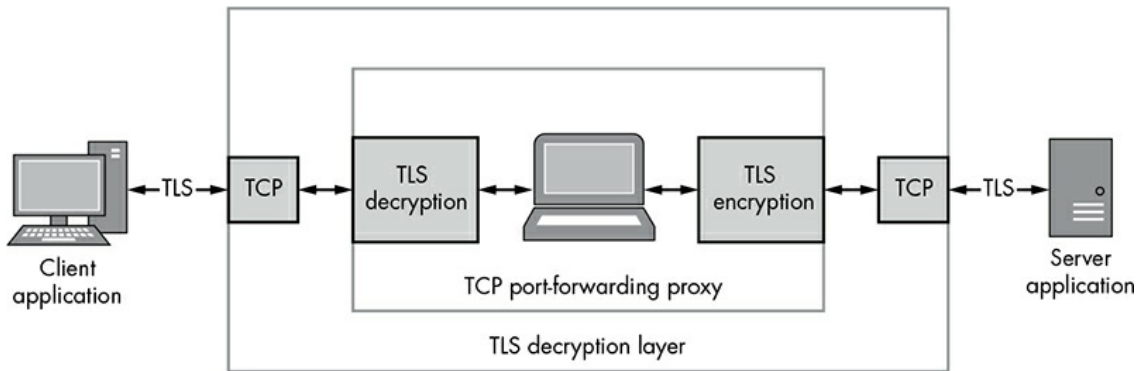 TLS
TCP
TLS
decryption
TLS
encryption
TCP
TLS
Client
application
Server
application
TCP port-forwarding proxy
TLS decryption layer